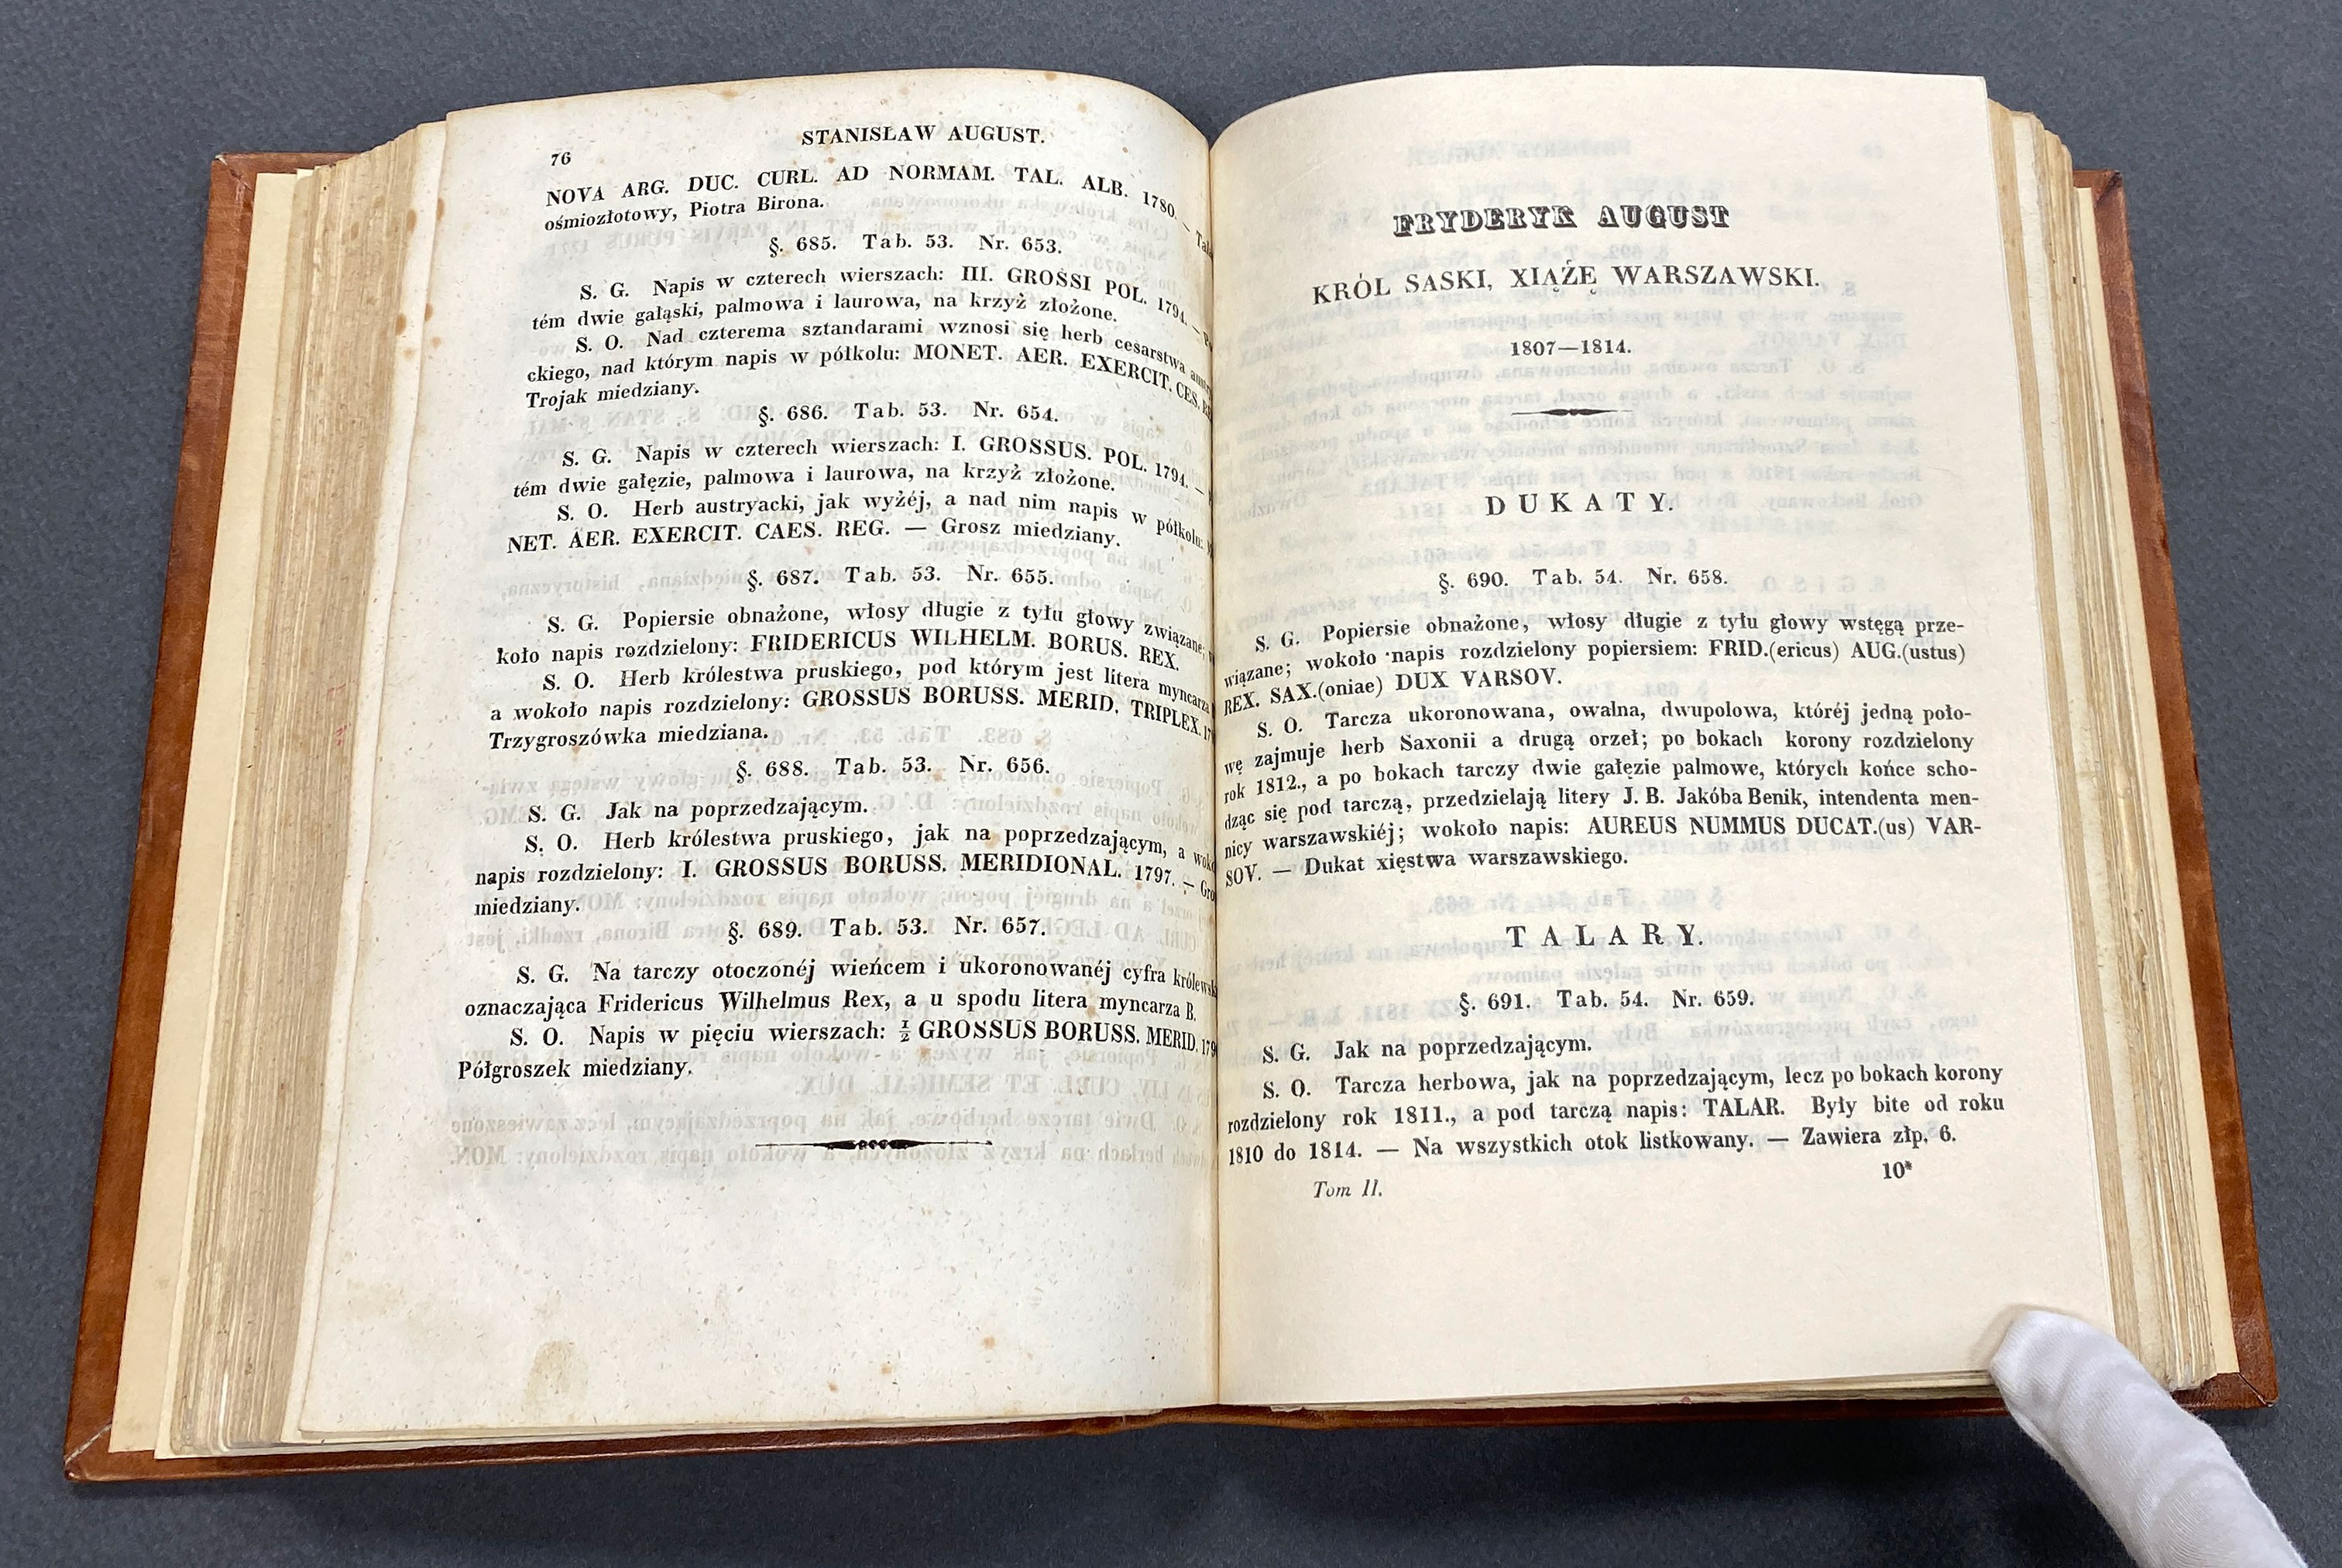 STANISŁAW AUGUST.
76
NOVA ARG. DUC. CURL. AD NORMAM. TAL. ALB. 1780. —
ośmiozłotowy, Piotra Birona.
§. 685. Tab. 53. Nr. 653.
S. G. Napis w czterech wierszach: III. GROSSI POL. 1794. —
tém dwie gałąski, palmowa i laurowa, na krzyż złożone.
S. O. Nad czterema sztandarami wznosi się herb cesarstwa
ckiego, nad którym napis w półkolu: MONET. AER. EXERCIT. CES.
Trojak miedziany.
§. 686. Tab. 53. Nr. 654.
S. G. Napis w czterech wierszach: I. GROSSUS. POL. 1794. —
tém dwie gałęzie, palmowa i laurowa, na krzyż złożone.
S. O. Herb austryacki, jak wyżéj, a nad nim napis w półkolu:
NET. AER. EXERCIT. CAES. REG. — Grosz miedziany.
§. 687. Tab. 53. Nr. 655.
S. G. Popiersie obnażone, włosy długie z tyłu głowy związane;
koło napis rozdzielony: FRIDERICUS WILHELM. BORUS. REX.
S. O. Herb królestwa pruskiego, pod którym jest litera myncarza
a wokoło napis rozdzielony: GROSSUS BORUSS. MERID. TRIPLEX.
Trzygroszówka miedziana.
§. 688. Tab. 53. Nr. 656.
S. G. Jak na poprzedzającym.
S. O. Herb królestwa pruskiego, jak na poprzedzającym, a
napis rozdzielony: I. GROSSUS BORUSS. MERIDIONAL. 1797. —
miedziany.
§. 689. Tab. 53. Nr. 657.
S. G. Na tarczy otoczonéj wieńcem i ukoronowanéj cyfra
oznaczająca Fridericus Wilhelmus Rex, a u spodu litera myncarza B.
S. O. Napis w pięciu wierszach: ½ GROSSUS BORUSS. MERID.
Półgroszek miedziany.
FRYDERYK AUGUST
KRÓL SASKI, XIĄŻĘ WARSZAWSKI.
1807—1814.
DUKATY.
§. 690. Tab. 54. Nr. 658.
S. G. Popiersie obnażone, włosy długie z tyłu głowy wstęgą prze-
wiązane; wokoło napis rozdzielony popiersiem: FRID.(ericus) AUG.(ustus)
REX. SAX.(oniae) DUX VARSOV.
S. O. Tarcza ukoronowana, owalna, dwupolowa, któréj jedną poło-
wę zajmuje herb Saxonii a drugą orzeł; po bokach korony rozdzielony
rok 1812., a po bokach tarczy dwie gałęzie palmowe, których końce scho-
dząc się pod tarczą, przedzielają litery J. B. Jakóba Benik, intendenta men-
nicy warszawskiéj; wokoło napis: AUREUS NUMMUS DUCAT.(us) VAR-
SOV. — Dukat xięstwa warszawskiego.
TALARY.
§. 691. Tab. 54. Nr. 659.
S. G. Jak na poprzedzającym.
S. O. Tarcza herbowa, jak na poprzedzającym, lecz po bokach korony
rozdzielony rok 1811., a pod tarczą napis: TALAR. Były bite od roku
1810 do 1814. — Na wszystkich otok listkowany. — Zawiera złp. 6.
Tom II.
10*